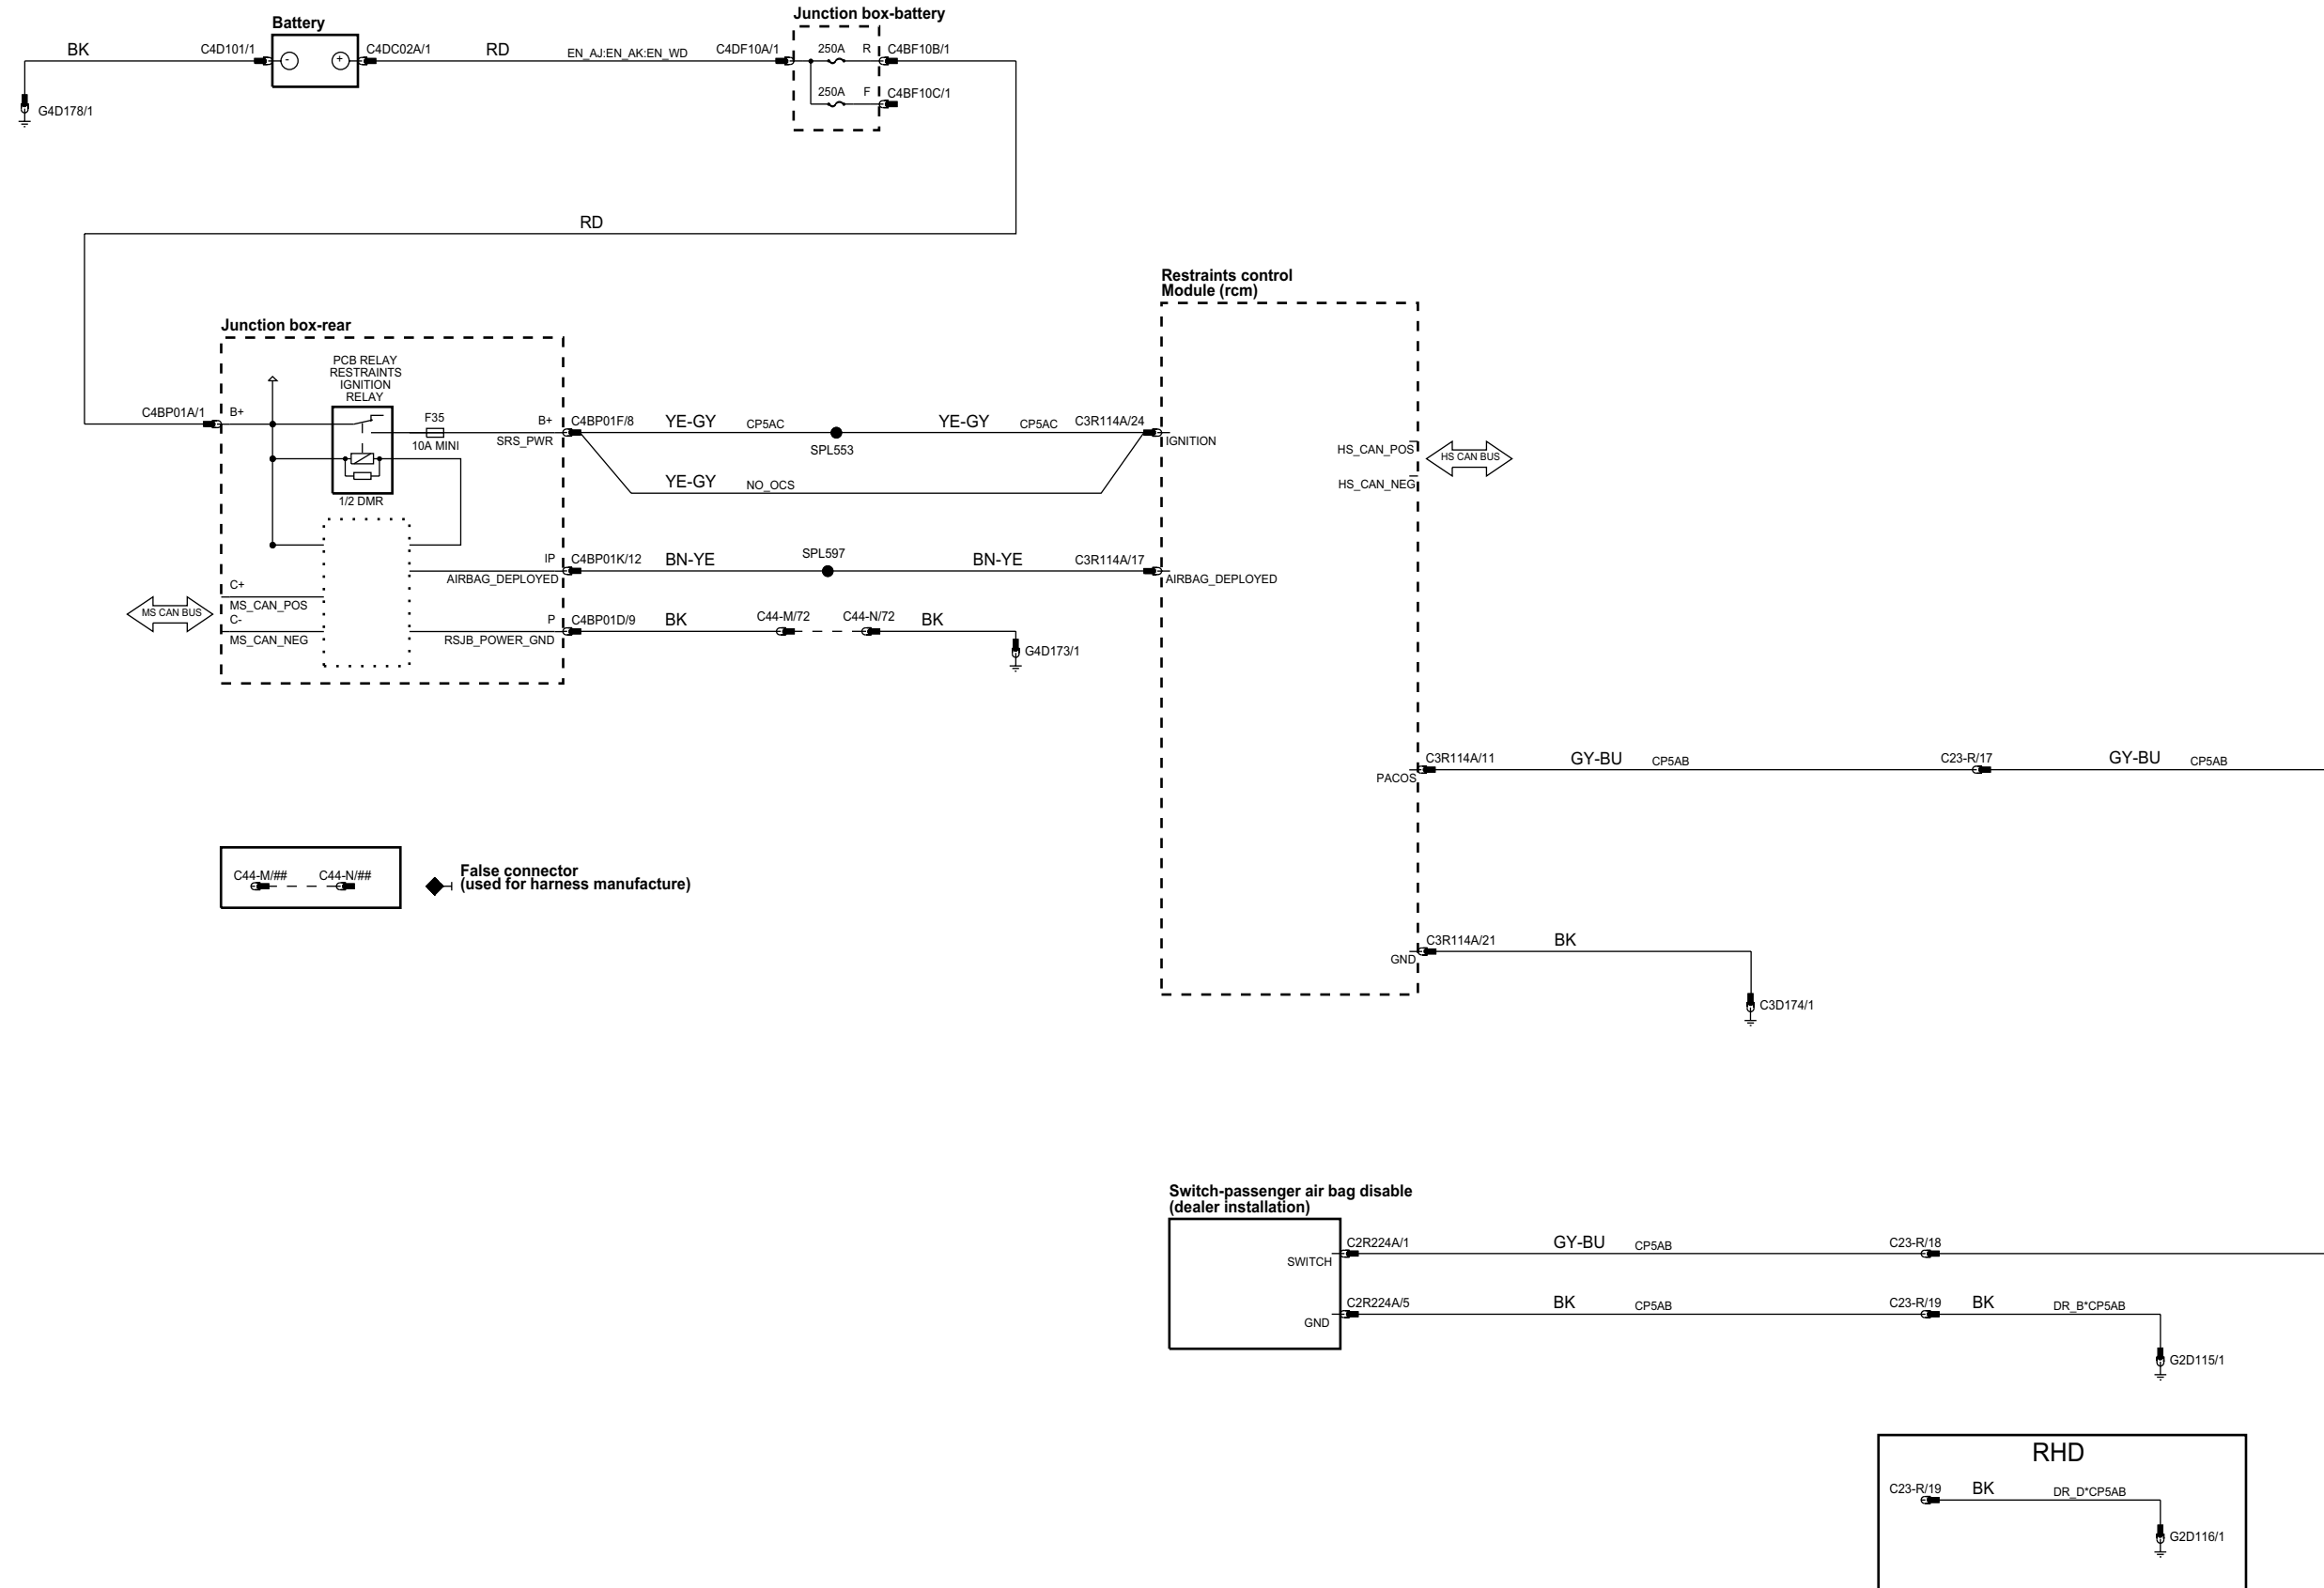 Battery
Junction box-battery
BK
C4D101/1
-
+
C4DC02A/1
RD
EN_AJ:EN_AK:EN_WD
C4DF10A/1
250A
R
C4BF10B/1
250A
F
C4BF10C/1
G4D178/1
RD
Restraints control
Module (rcm)
Junction box-rear
PCB RELAY
RESTRAINTS
IGNITION
RELAY
C4BP01A/1
B+
F35
10A MINI
B+
SRS_PWR
C4BP01F/8
YE-GY
CP5AC
SPL553
YE-GY
CP5AC
C3R114A/24
IGNITION
HS_CAN_POS
HS CAN BUS
HS_CAN_NEG
YE-GY
NO_OCS
1/2 DMR
IP
AIRBAG_DEPLOYED
C4BP01K/12
BN-YE
SPL597
BN-YE
C3R114A/17
AIRBAG_DEPLOYED
C+
MS_CAN_POS
MS CAN BUS
C-
MS_CAN_NEG
P
RSJB_POWER_GND
C4BP01D/9
BK
C44-M/72
C44-N/72
BK
G4D173/1
PACOS
C3R114A/11
GY-BU
CP5AB
C23-R/17
GY-BU
CP5AB
C44-M/##
C44-N/##
False connector
(used for harness manufacture)
GND
C3R114A/21
BK
C3D174/1
Switch-passenger air bag disable
(dealer installation)
SWITCH
C2R224A/1
GY-BU
CP5AB
C23-R/18
GND
C2R224A/5
BK
CP5AB
C23-R/19
BK
DR_B*CP5AB
G2D115/1
RHD
C23-R/19
BK
DR_D*CP5AB
G2D116/1